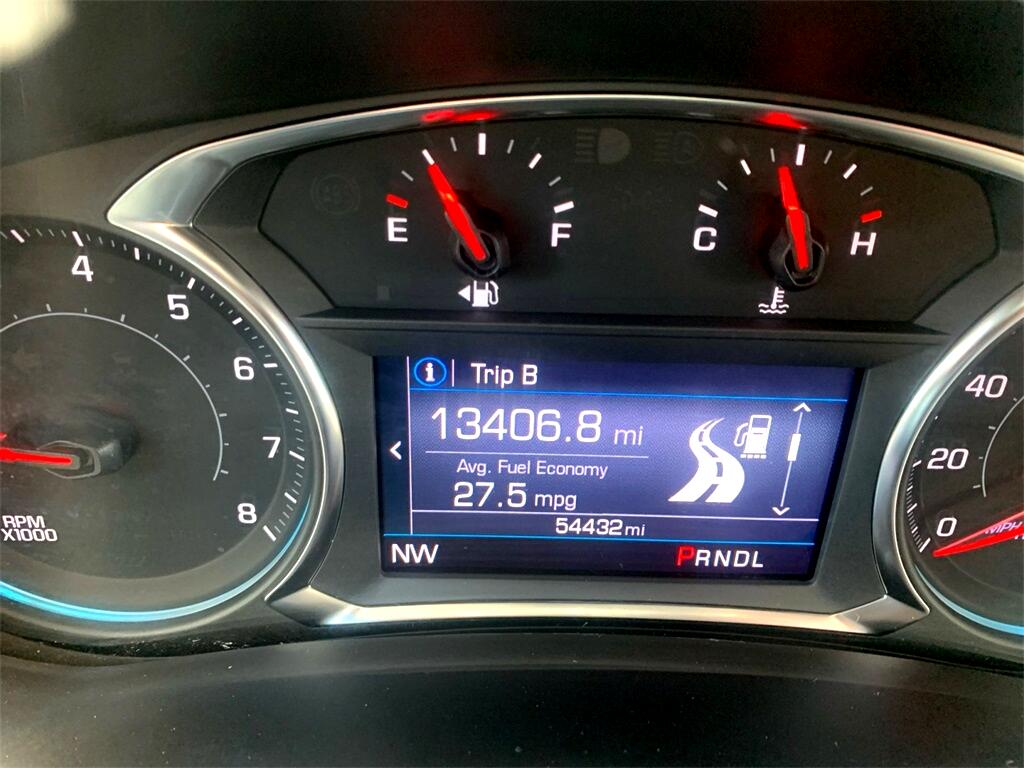 E F
C H
4
5
6
7
8
RPM
X1000
i Trip B
13406.8 mi
Avg. Fuel Economy
27.5 mpg
54432 mi
NW PRNDL
40
20
0
MPH